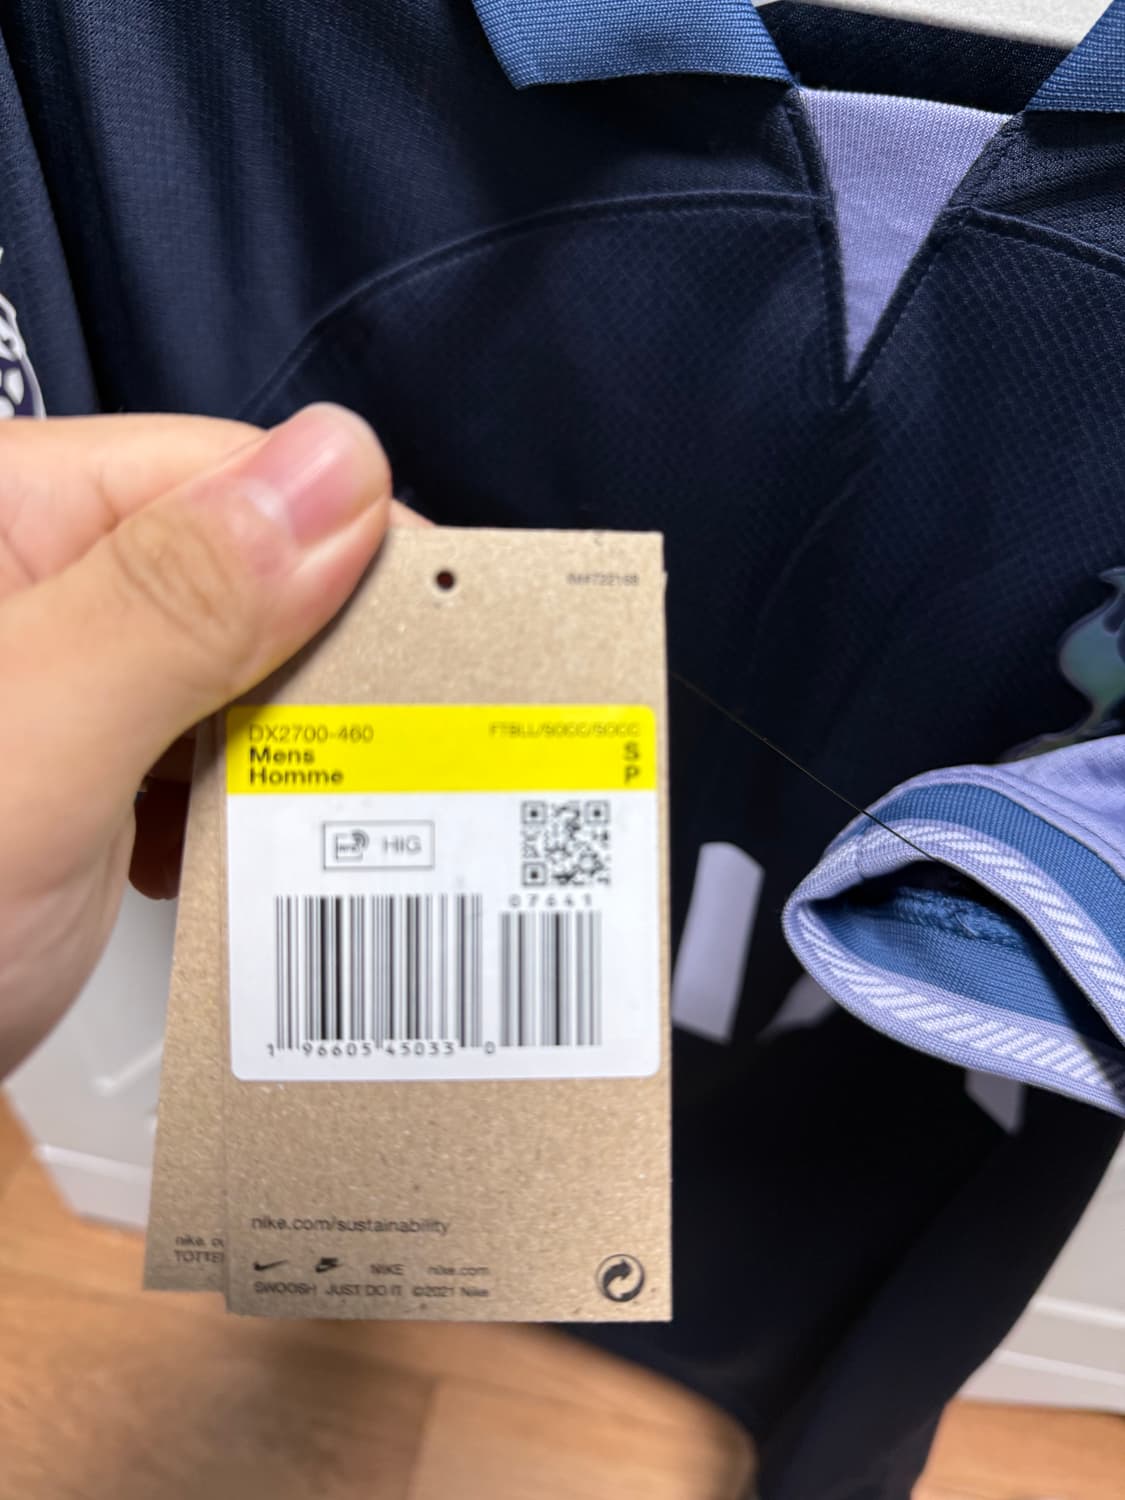 DX2700-460 FTBLL/SOCC/SOCC
Mens S
Homme P
HIG
07641
1 96605 45033 0
nike.com/sustainability
NIKE nike.com
SWOOSH JUST DO IT ©2021 Nike
nike.